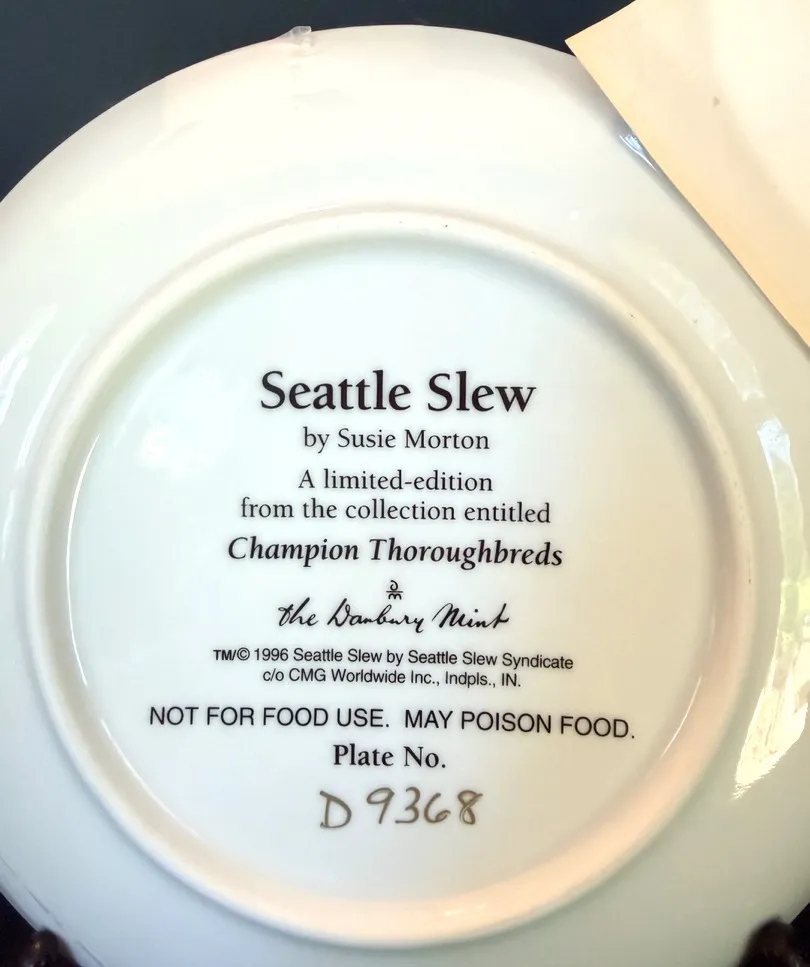 Seattle Slew
by Susie Morton
A limited-edition
from the collection entitled
Champion Thoroughbreds
dm
the Danbury Mint
TM/© 1996 Seattle Slew by Seattle Slew Syndicate
c/o CMG Worldwide Inc., Indpls., IN.
NOT FOR FOOD USE. MAY POISON FOOD.
Plate No.
D 9368